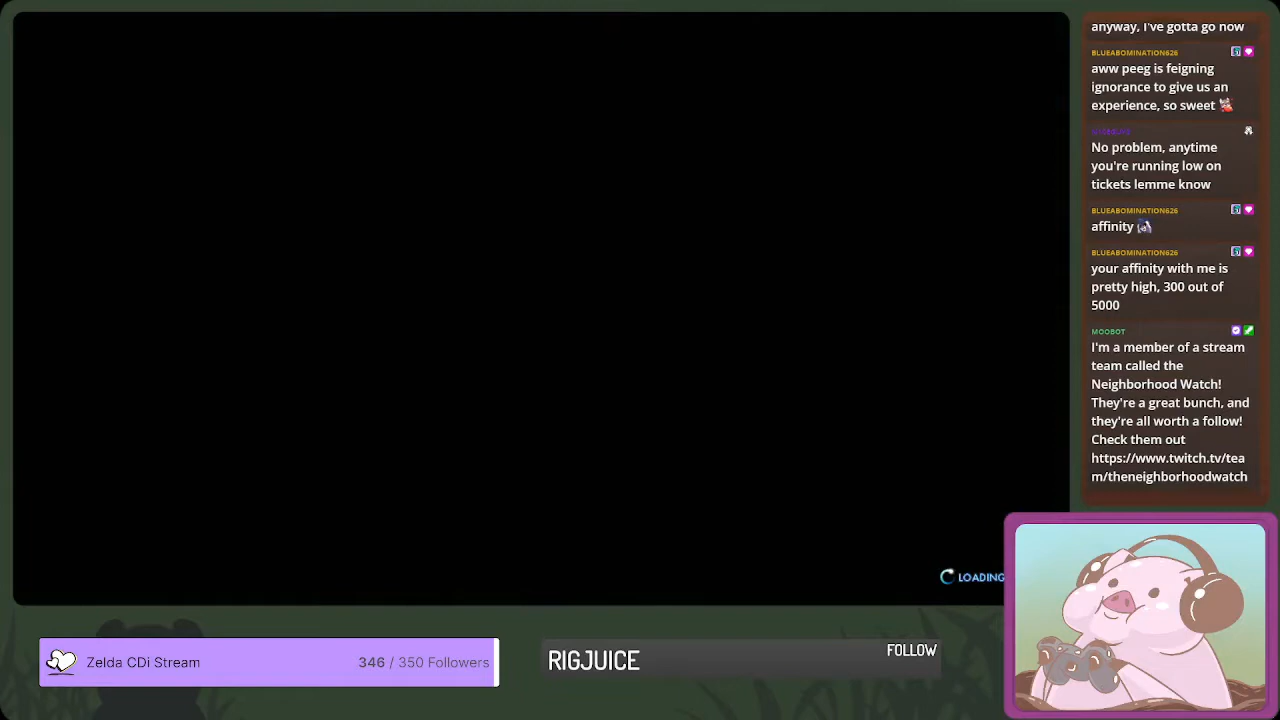 anyway, I've gotta go now
BLUEABOMINATION626
aww peeg is feigning
ignorance to give us an
experience, so sweet
No problem, anytime
you're running low on
tickets lemme know
BLUEABOMINATION626
affinity
BLUEABOMINATION626
your affinity with me is
pretty high, 300 out of
5000
MOOBOT
I'm a member of a stream
team called the
Neighborhood Watch!
They're a great bunch, and
they're all worth a follow!
Check them out
https://www.twitch.tv/tea
m/theneighborhoodwatch
LOADING
Zelda CDi Stream 346 / 350 Followers
RIGJUICE FOLLOW